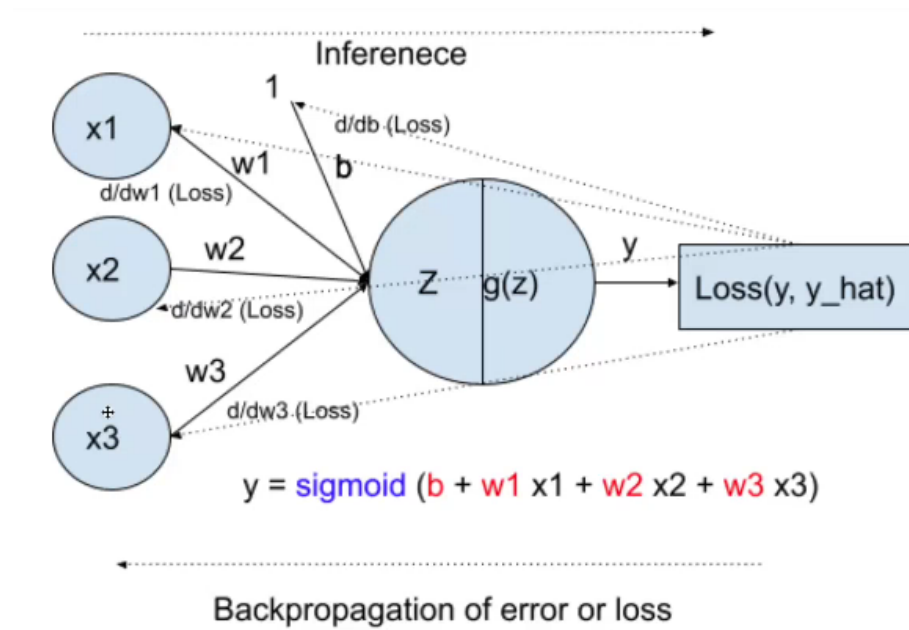 Inferenece
1
x1
d/db (Loss)
w1
b
d/dw1 (Loss)
w2
y
x2
Z
g(z)
Loss(y, y_hat)
d/dw2 (Loss)
w3
d/dw3 (Loss)
x3
y = sigmoid (b + w1 x1 + w2 x2 + w3 x3)
Backpropagation of error or loss